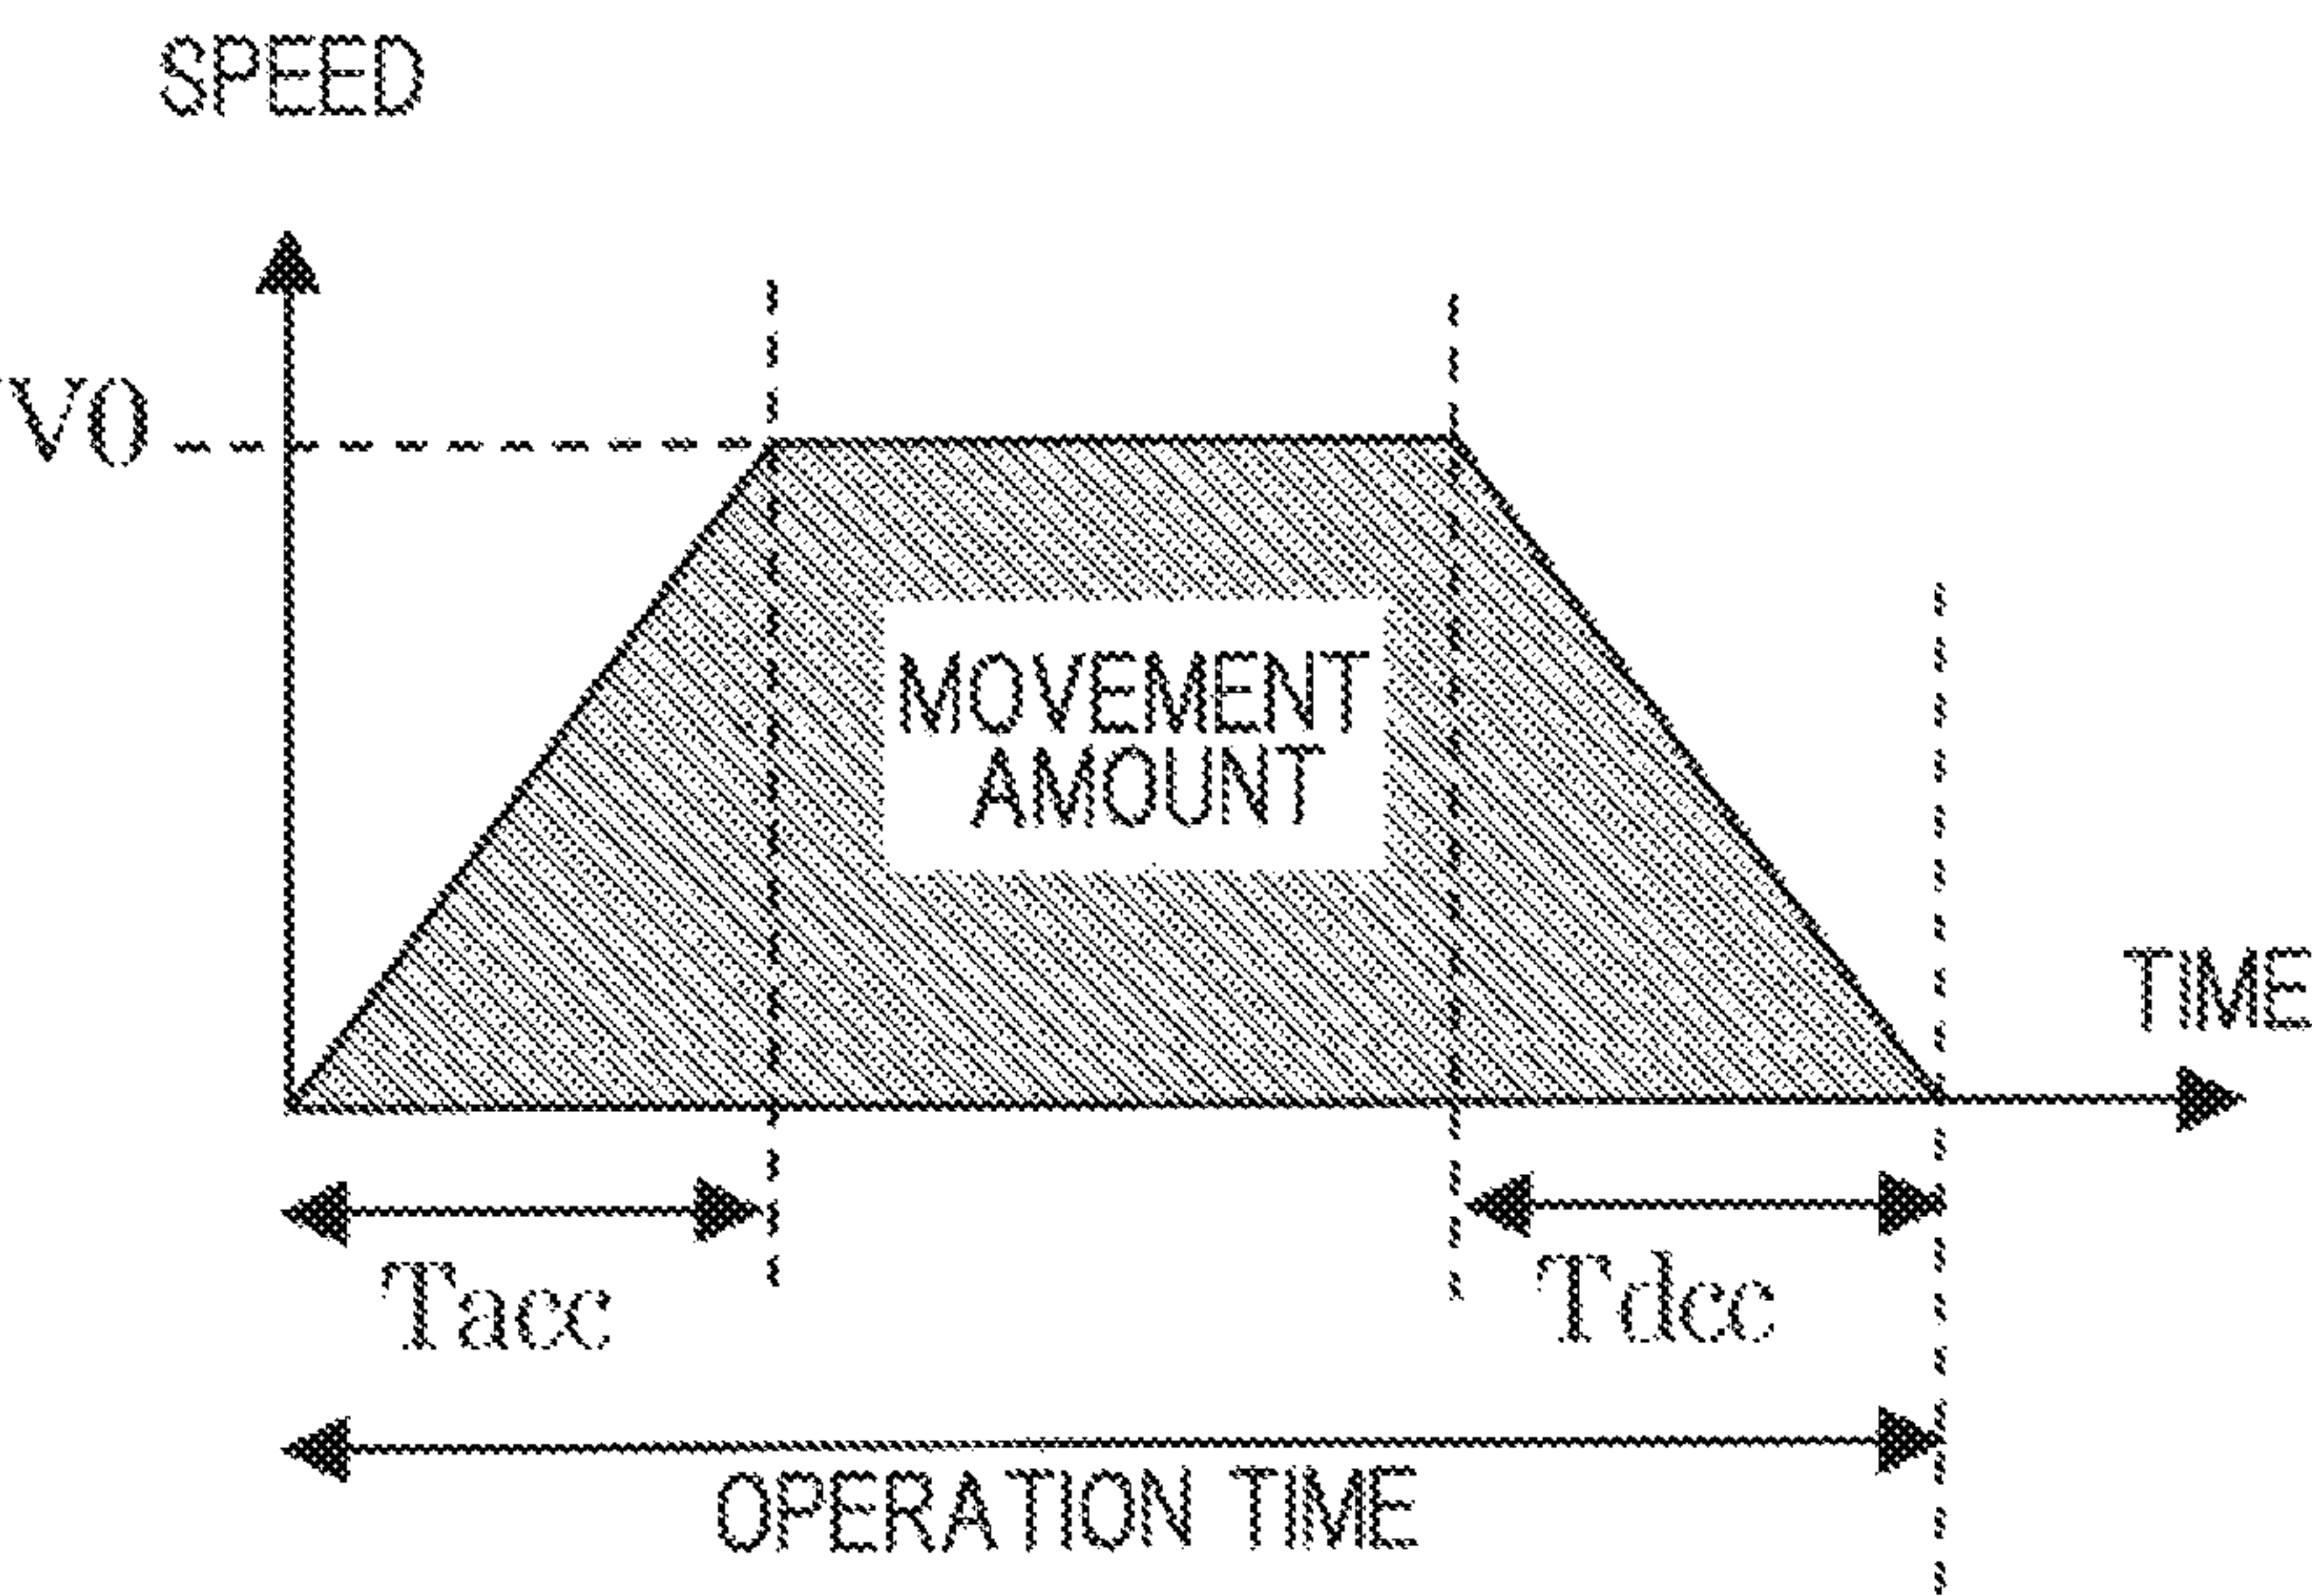 SPEED
V0
MOVEMENT
AMOUNT
TIME
Tacc
Tdcc
OPERATION TIME